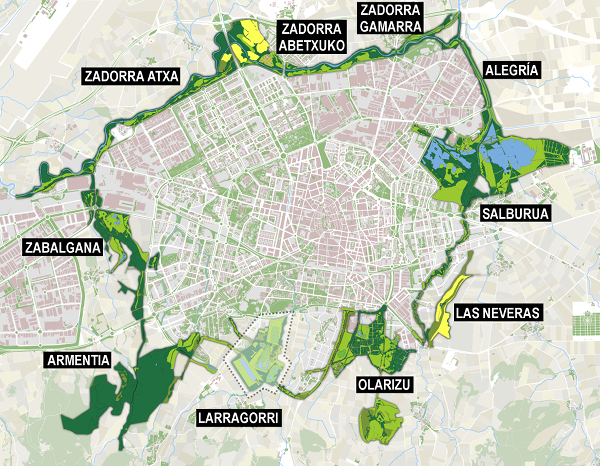 ZADORRA
GAMARRA
ZADORRA
ABETXUKO
ZADORRA ATXA
ALEGRÍA
SALBURUA
ZABALGANA
LAS NEVERAS
ARMENTIA
OLARIZU
LARRAGORRI